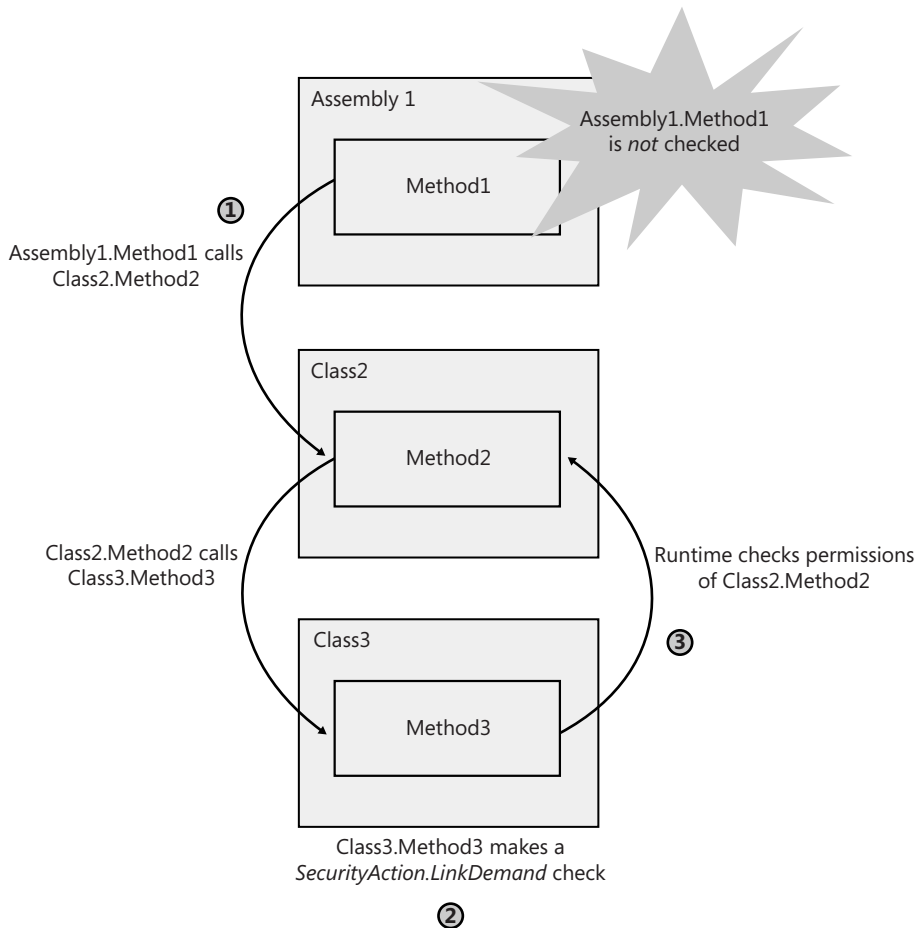 Assembly 1
Assembly1.Method1
is not checked
Method1
1
Assembly1.Method1 calls
Class2.Method2
Class2
Method2
Class2.Method2 calls
Class3.Method3
Runtime checks permissions
of Class2.Method2
3
Class3
Method3
Class3.Method3 makes a
SecurityAction.LinkDemand check
2